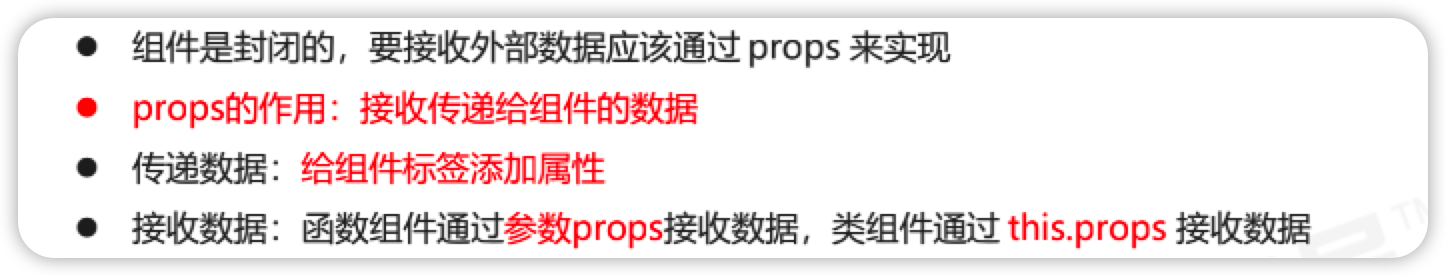 ● 组件是封闭的，要接收外部数据应该通过 props 来实现
● props的作用：接收传递给组件的数据
● 传递数据：给组件标签添加属性
● 接收数据：函数组件通过参数props接收数据，类组件通过 this.props 接收数据
TM